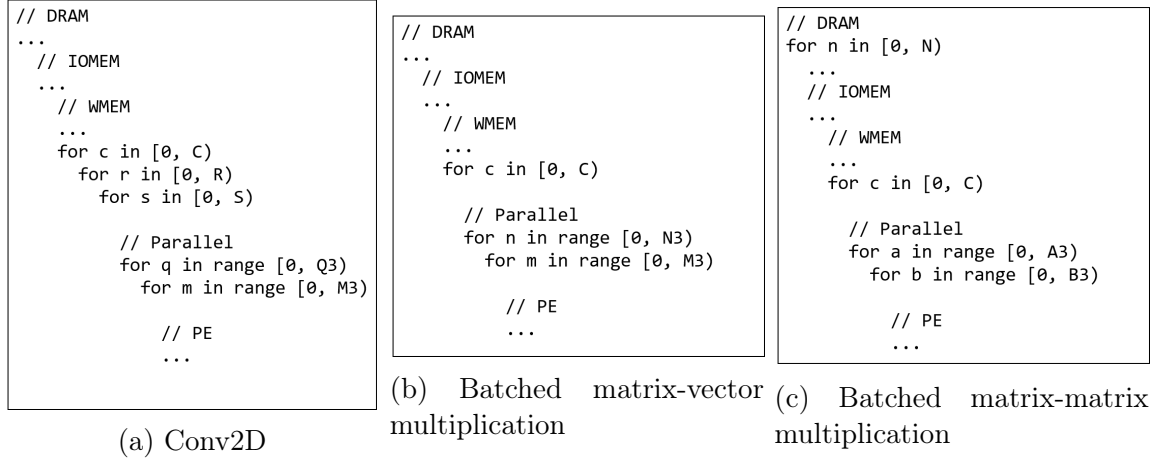 // DRAM
...
// IOMEM
...
// WMEM
...
for c in [0, C)
for r in [0, R)
for s in [0, S)
// Parallel
for q in range [0, Q3)
for m in range [0, M3)
// PE
...
(a) Conv2D
// DRAM
...
// IOMEM
...
// WMEM
...
for c in [0, C)
// Parallel
for n in range [0, N3)
for m in range [0, M3)
// PE
...
(b) Batched matrix-vector
multiplication
// DRAM
for n in [0, N)
...
// IOMEM
...
// WMEM
...
for c in [0, C)
// Parallel
for a in range [0, A3)
for b in range [0, B3)
// PE
...
(c) Batched matrix-matrix
multiplication